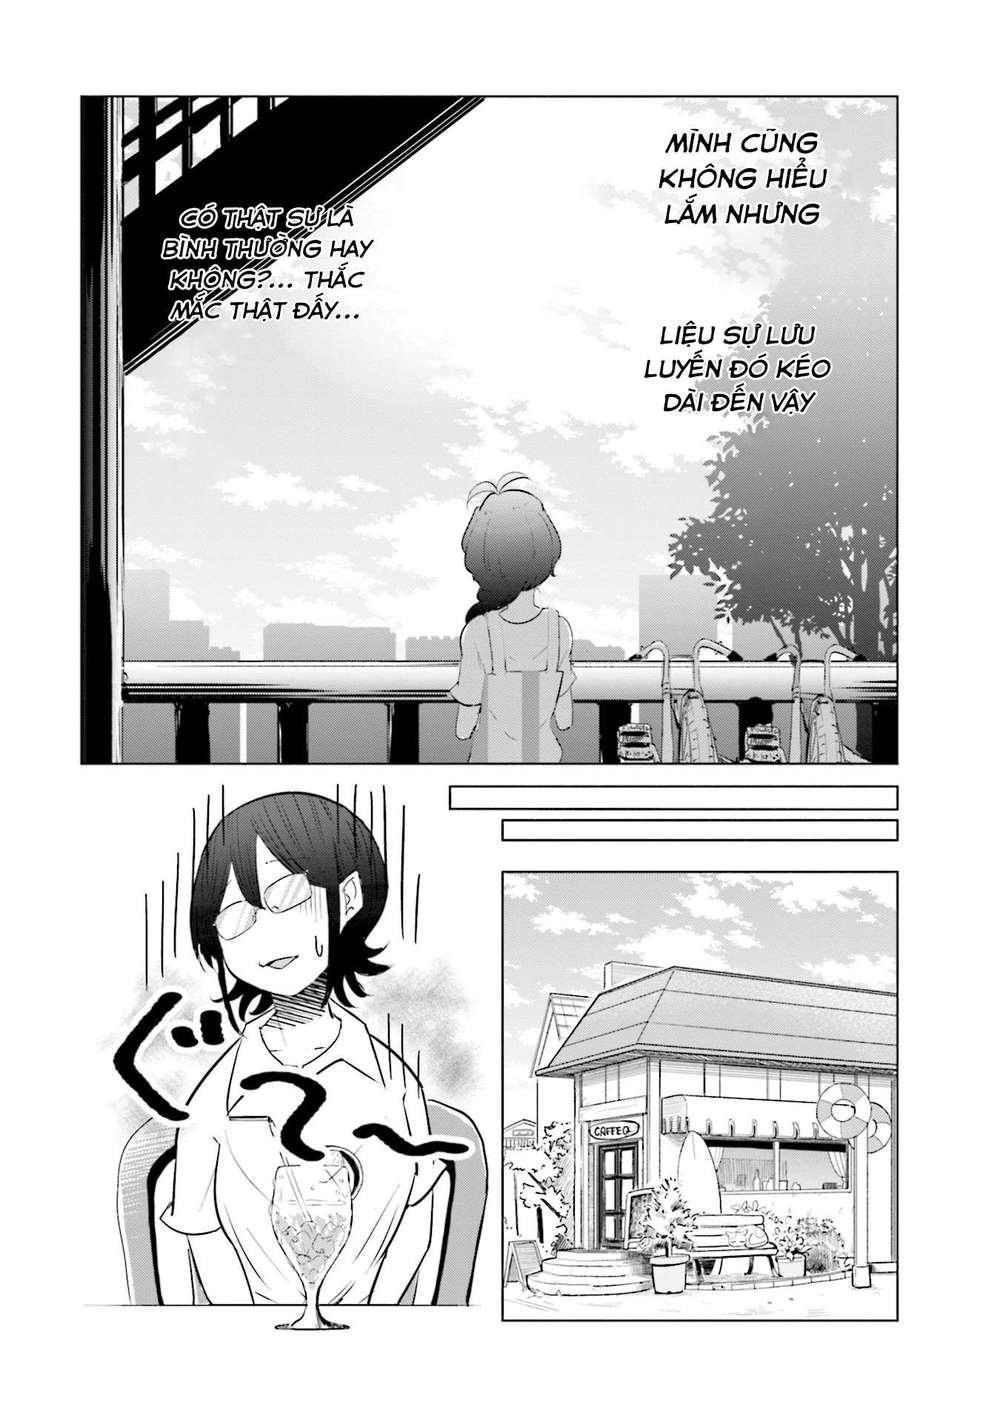 MÌNH CŨNG
KHÔNG HIỂU
LẮM NHƯNG
LIỆU SỰ LƯU
LUYẾN ĐÓ KÉO
DÀI ĐẾN VẬY
CÓ THẬT SỰ LÀ
BÌNH THƯỜNG HAY
KHÔNG?... THẮC
MẮC THẬT ĐẤY...
CAFFE Q
ぐて〜